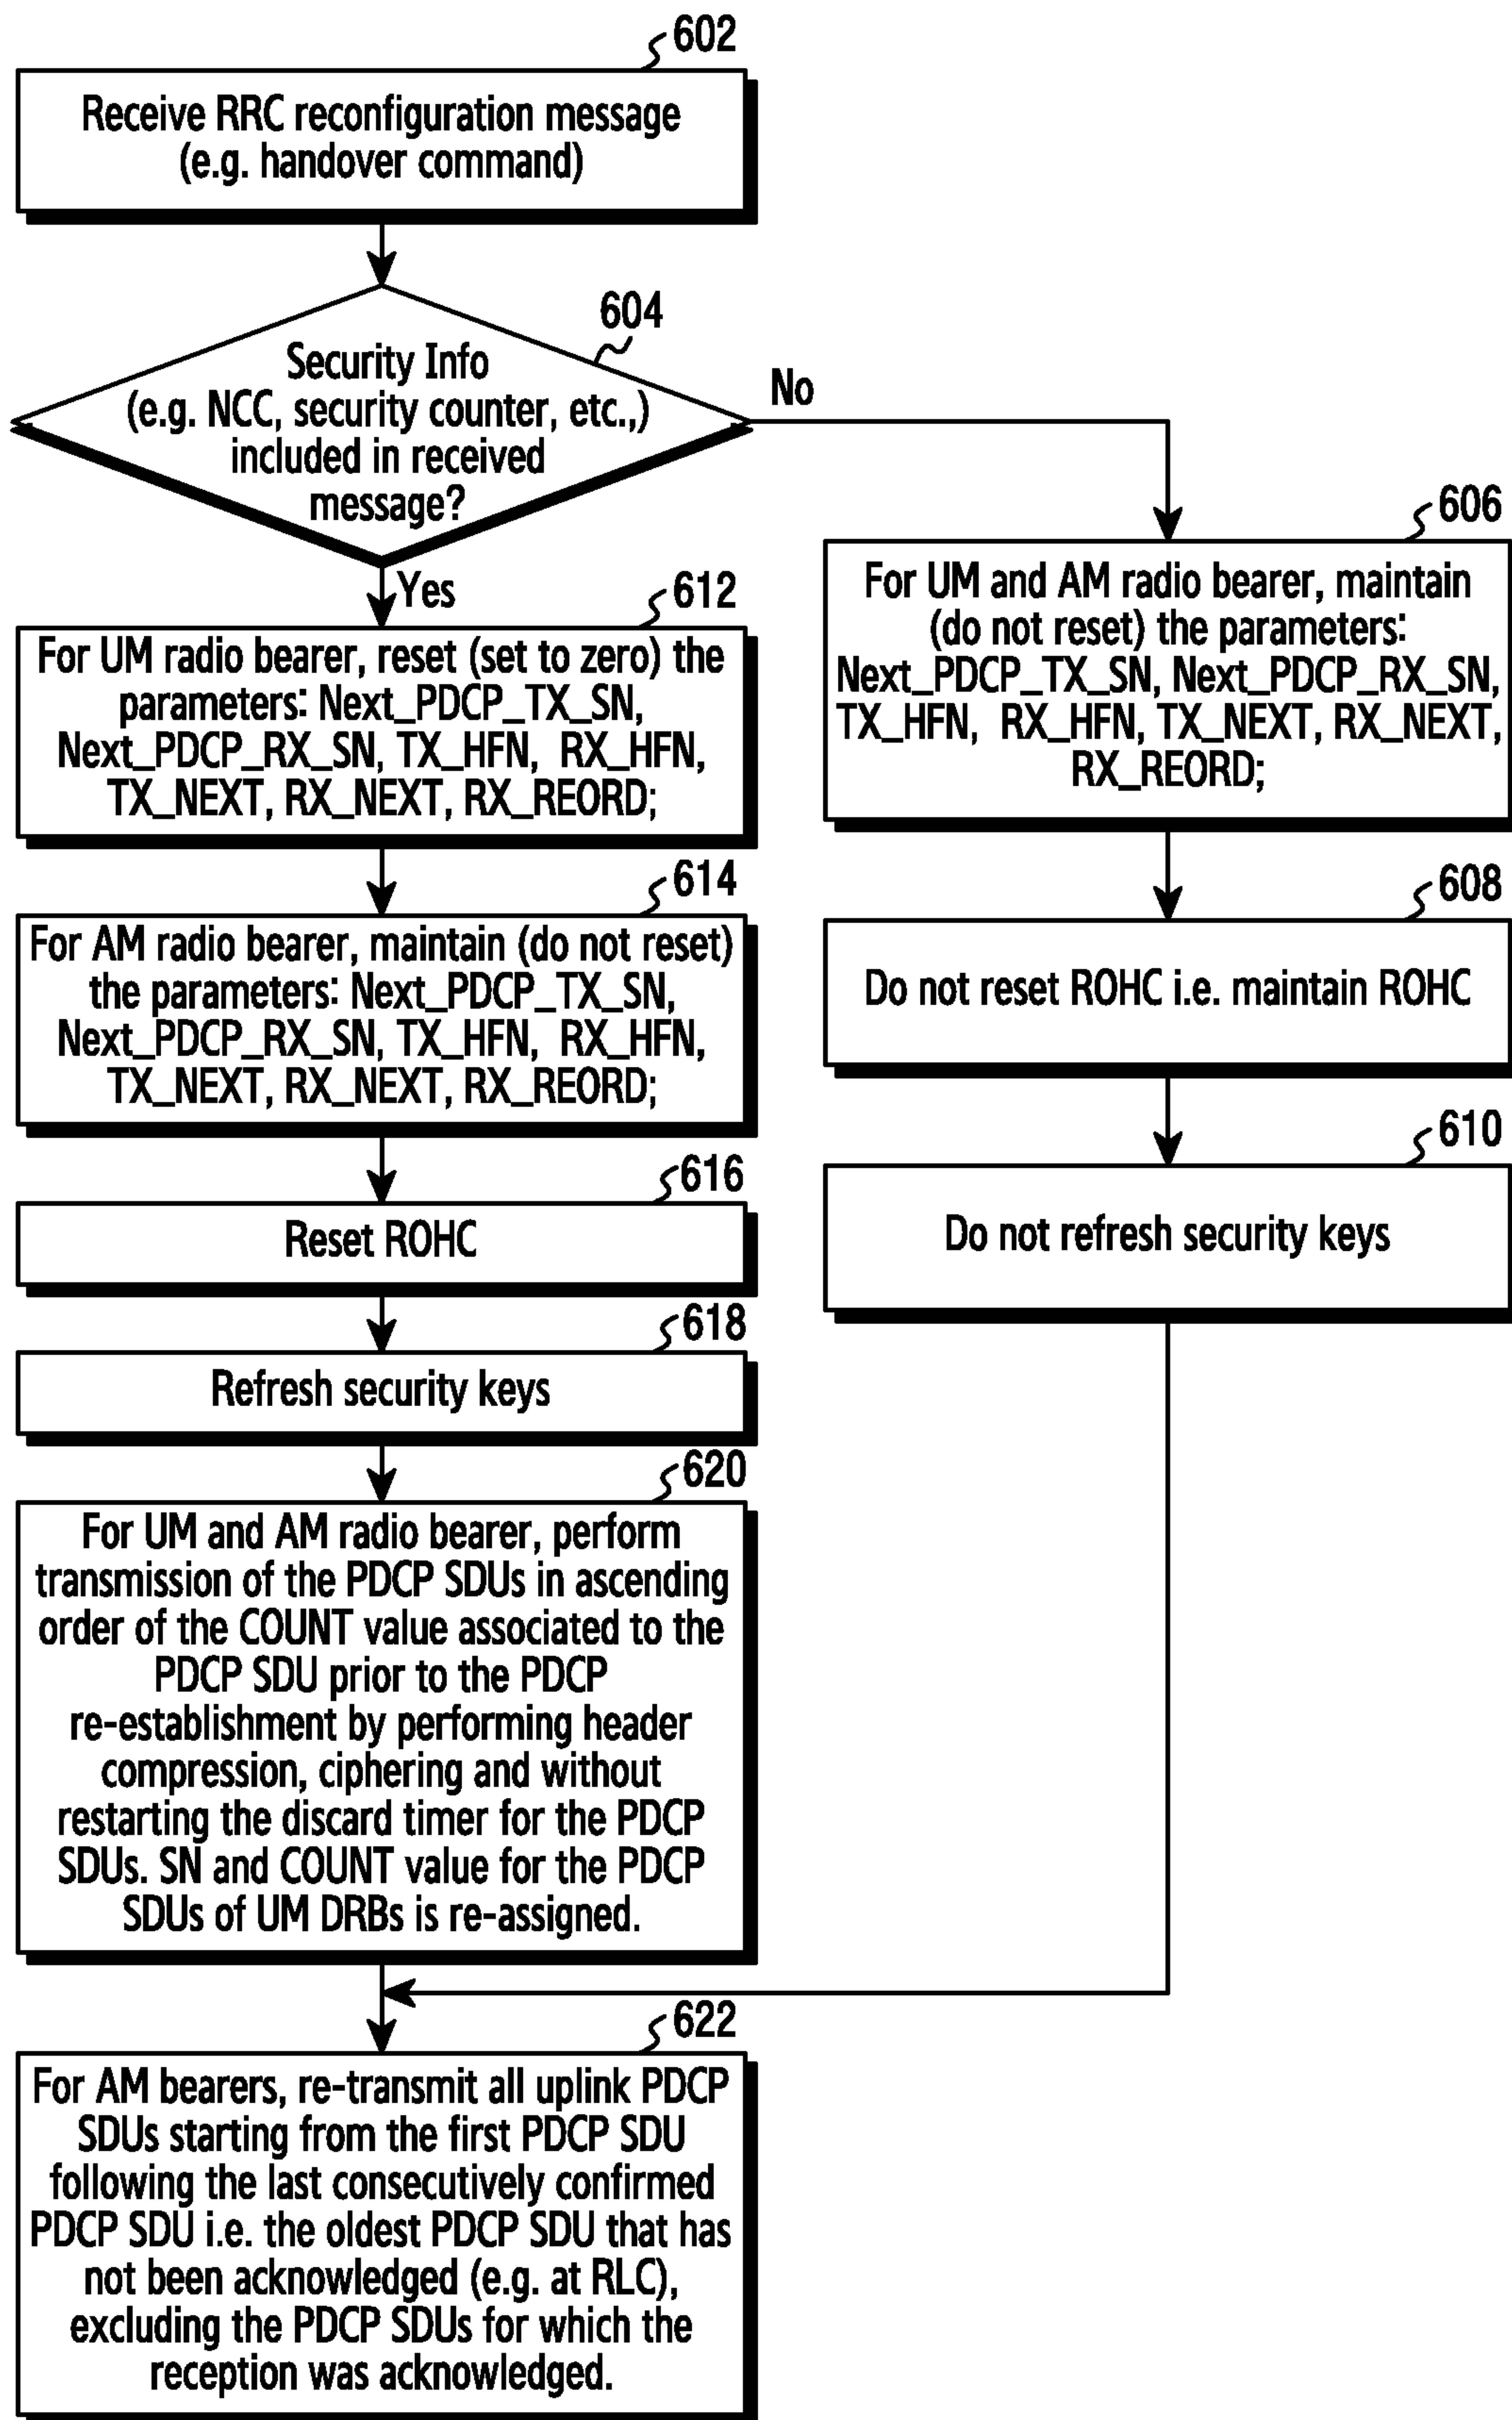 602
Receive RRC reconfiguration message
(e.g. handover command)
604
Security Info
(e.g. NCC, security counter, etc.,)
included in received
message?
No
Yes
606
For UM and AM radio bearer, maintain
(do not reset) the parameters:
Next_PDCP_TX_SN, Next_PDCP_RX_SN,
TX_HFN, RX_HFN, TX_NEXT, RX_NEXT,
RX_REORD;
608
Do not reset ROHC i.e. maintain ROHC
610
Do not refresh security keys
612
For UM radio bearer, reset (set to zero) the
parameters: Next_PDCP_TX_SN,
Next_PDCP_RX_SN, TX_HFN, RX_HFN,
TX_NEXT, RX_NEXT, RX_REORD;
614
For AM radio bearer, maintain (do not reset)
the parameters: Next_PDCP_TX_SN,
Next_PDCP_RX_SN, TX_HFN, RX_HFN,
TX_NEXT, RX_NEXT, RX_REORD;
616
Reset ROHC
618
Refresh security keys
620
For UM and AM radio bearer, perform
transmission of the PDCP SDUs in ascending
order of the COUNT value associated to the
PDCP SDU prior to the PDCP
re-establishment by performing header
compression, ciphering and without
restarting the discard timer for the PDCP
SDUs. SN and COUNT value for the PDCP
SDUs of UM DRBs is re-assigned.
622
For AM bearers, re-transmit all uplink PDCP
SDUs starting from the first PDCP SDU
following the last consecutively confirmed
PDCP SDU i.e. the oldest PDCP SDU that has
not been acknowledged (e.g. at RLC),
excluding the PDCP SDUs for which the
reception was acknowledged.